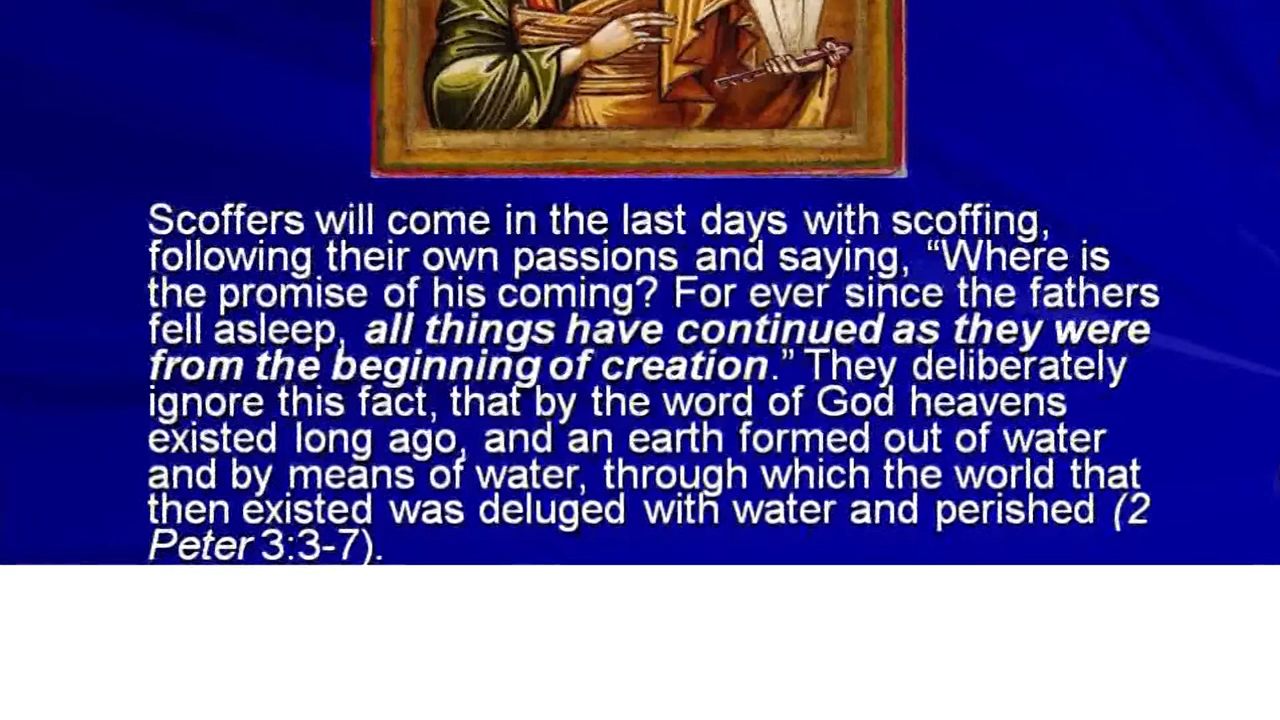 Scoffers will come in the last days with scoffing,
following their own passions and saying, “Where is
the promise of his coming? For ever since the fathers
fell asleep, all things have continued as they were
from the beginning of creation.” They deliberately
ignore this fact, that by the word of God heavens
existed long ago, and an earth formed out of water
and by means of water, through which the world that
then existed was deluged with water and perished (2
Peter 3:3-7).